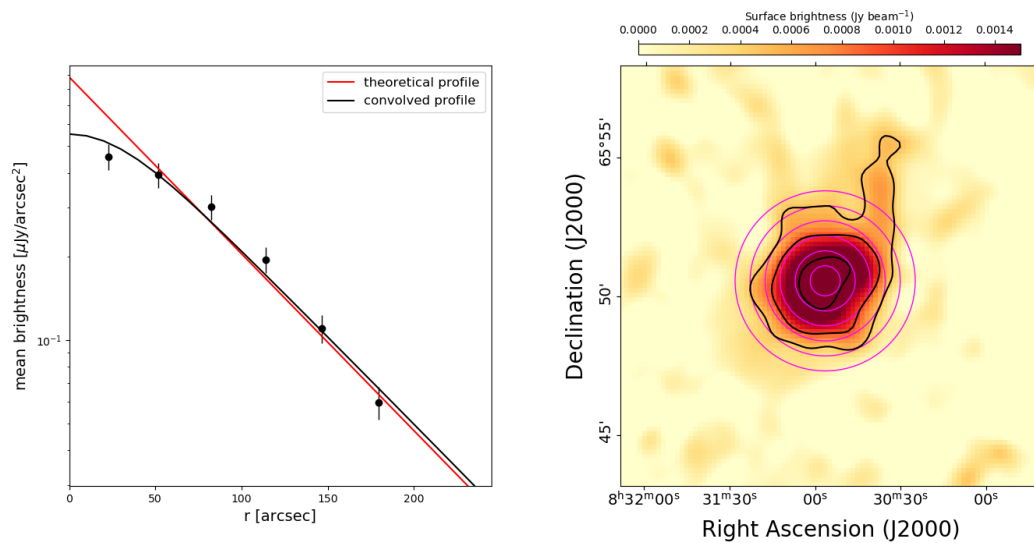 theoretical profile
convolved profile
mean brightness [μJy/arcsec²]
10⁻¹
0 50 100 150 200
r [arcsec]
Surface brightness (Jy beam⁻¹)
0.0000 0.0002 0.0004 0.0006 0.0008 0.0010 0.0012 0.0014
Declination (J2000)
65°55'
50'
45'
8ʰ32ᵐ00ˢ 31ᵐ30ˢ 00ˢ 30ᵐ30ˢ 00ˢ
Right Ascension (J2000)